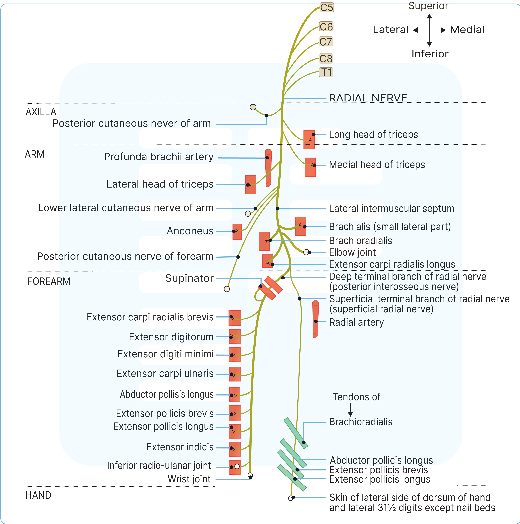 C5
Superior
C6
Lateral
Medial
C7
Inferior
C8
T1
RADIAL NERVE
AXILLA
Posterior cutaneous never of arm
Long head of triceps
ARM
Profunda brachii artery
Medial head of triceps
Lateral head of triceps
Lower lateral cutaneous nerve of arm
Lateral intermuscular septum
Anconeus
Brach alis (small lateral part)
Brach oradialis
Elbow joint
Posterior cutaneous nerve of forearm
Extensor carpi radialis longus
FOREARM
Supinator
Deep terminal branch of radial nerve
(posterior interosseous nerve)
Superficial terminal branch of radial nerve
(superficial radial nerve)
Extensor carpi radialis brevis
Radial artery
Extensor digitorum
Extensor digiti minimi
Extensor carpi ulnaris
Abductor pollicis longus
Tendons of
Extensor pollicis brevis
Brachioradialis
Extensor pollicis longus
Extensor indicis
Inferior radio-ulanar joint
Abductor pollicis longus
Extensor pollicis brevis
Wrist joint
Extensor pollicis longus
HAND
Skin of lateral side of dorsum of hand
and lateral 31½ digits except nail beds